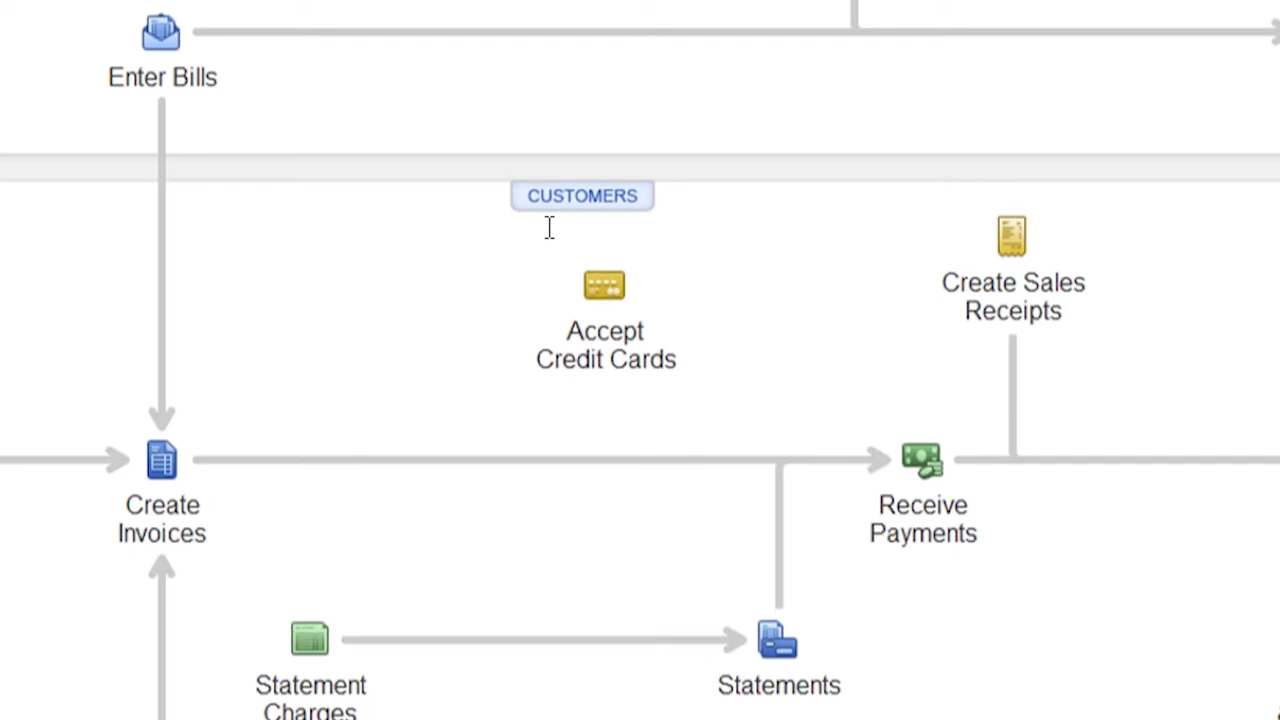 Enter Bills
CUSTOMERS
Create Sales
Receipts
Accept
Credit Cards
Create
Invoices
Receive
Payments
Statement
Charges
Statements